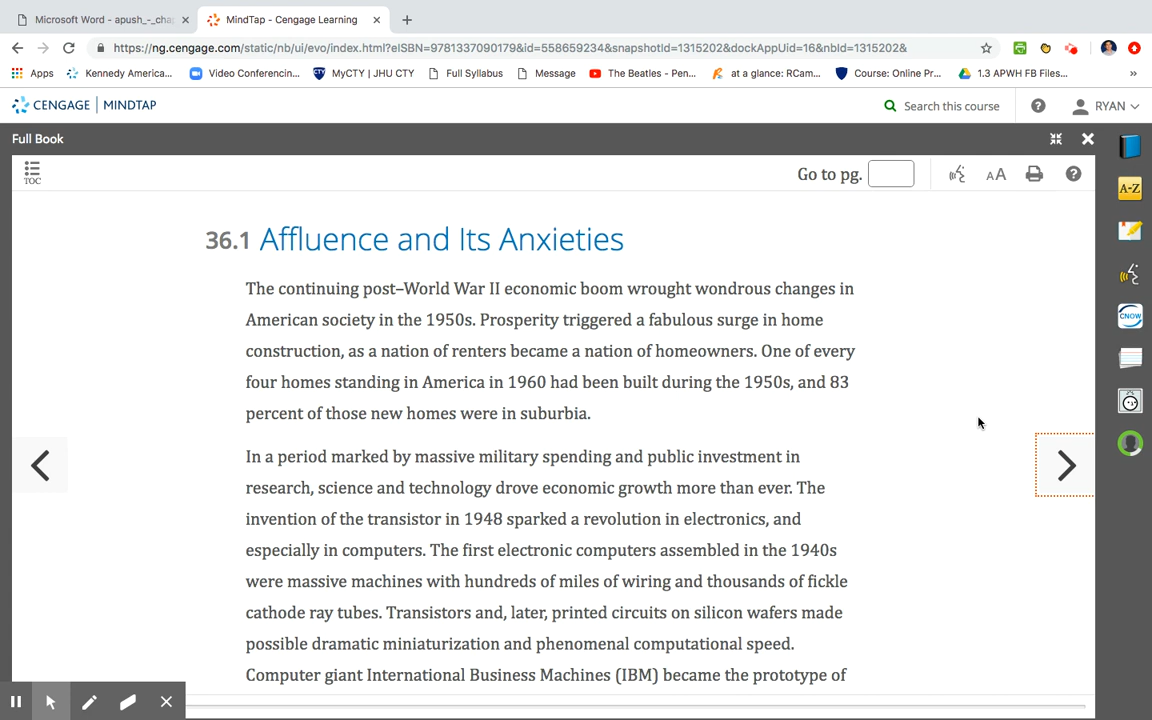 Microsoft Word - apush_-_cha
MindTap - Cengage Learning
https://ng.cengage.com/static/nb/ui/evo/index.html?eISBN=9781337090179&id=558659234&snapshotId=1315202&dockAppUid=16&nbId=1315202&
Apps
Kennedy America...
Video Conferencin...
CTY
MyCTY | JHU CTY
Full Syllabus
Message
The Beatles - Pen...
at a glance: RCam...
Course: Online Pr...
1.3 APWH FB Files...
»
CENGAGE | MINDTAP
Search this course
?
RYAN
Full Book
TOC
Go to pg.
AA
?
A-Z
CNOW
36.1 Affluence and Its Anxieties
The continuing post–World War II economic boom wrought wondrous changes in
American society in the 1950s. Prosperity triggered a fabulous surge in home
construction, as a nation of renters became a nation of homeowners. One of every
four homes standing in America in 1960 had been built during the 1950s, and 83
percent of those new homes were in suburbia.
In a period marked by massive military spending and public investment in
research, science and technology drove economic growth more than ever. The
invention of the transistor in 1948 sparked a revolution in electronics, and
especially in computers. The first electronic computers assembled in the 1940s
were massive machines with hundreds of miles of wiring and thousands of fickle
cathode ray tubes. Transistors and, later, printed circuits on silicon wafers made
possible dramatic miniaturization and phenomenal computational speed.
Computer giant International Business Machines (IBM) became the prototype of